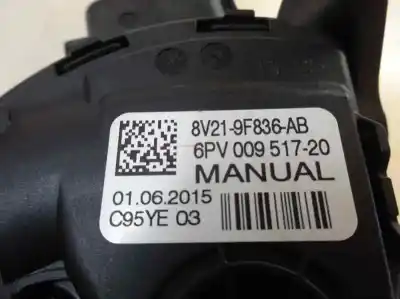 8V21-9F836-AB
6PV 009 517-20
MANUAL
01.06.2015
C95YE 03